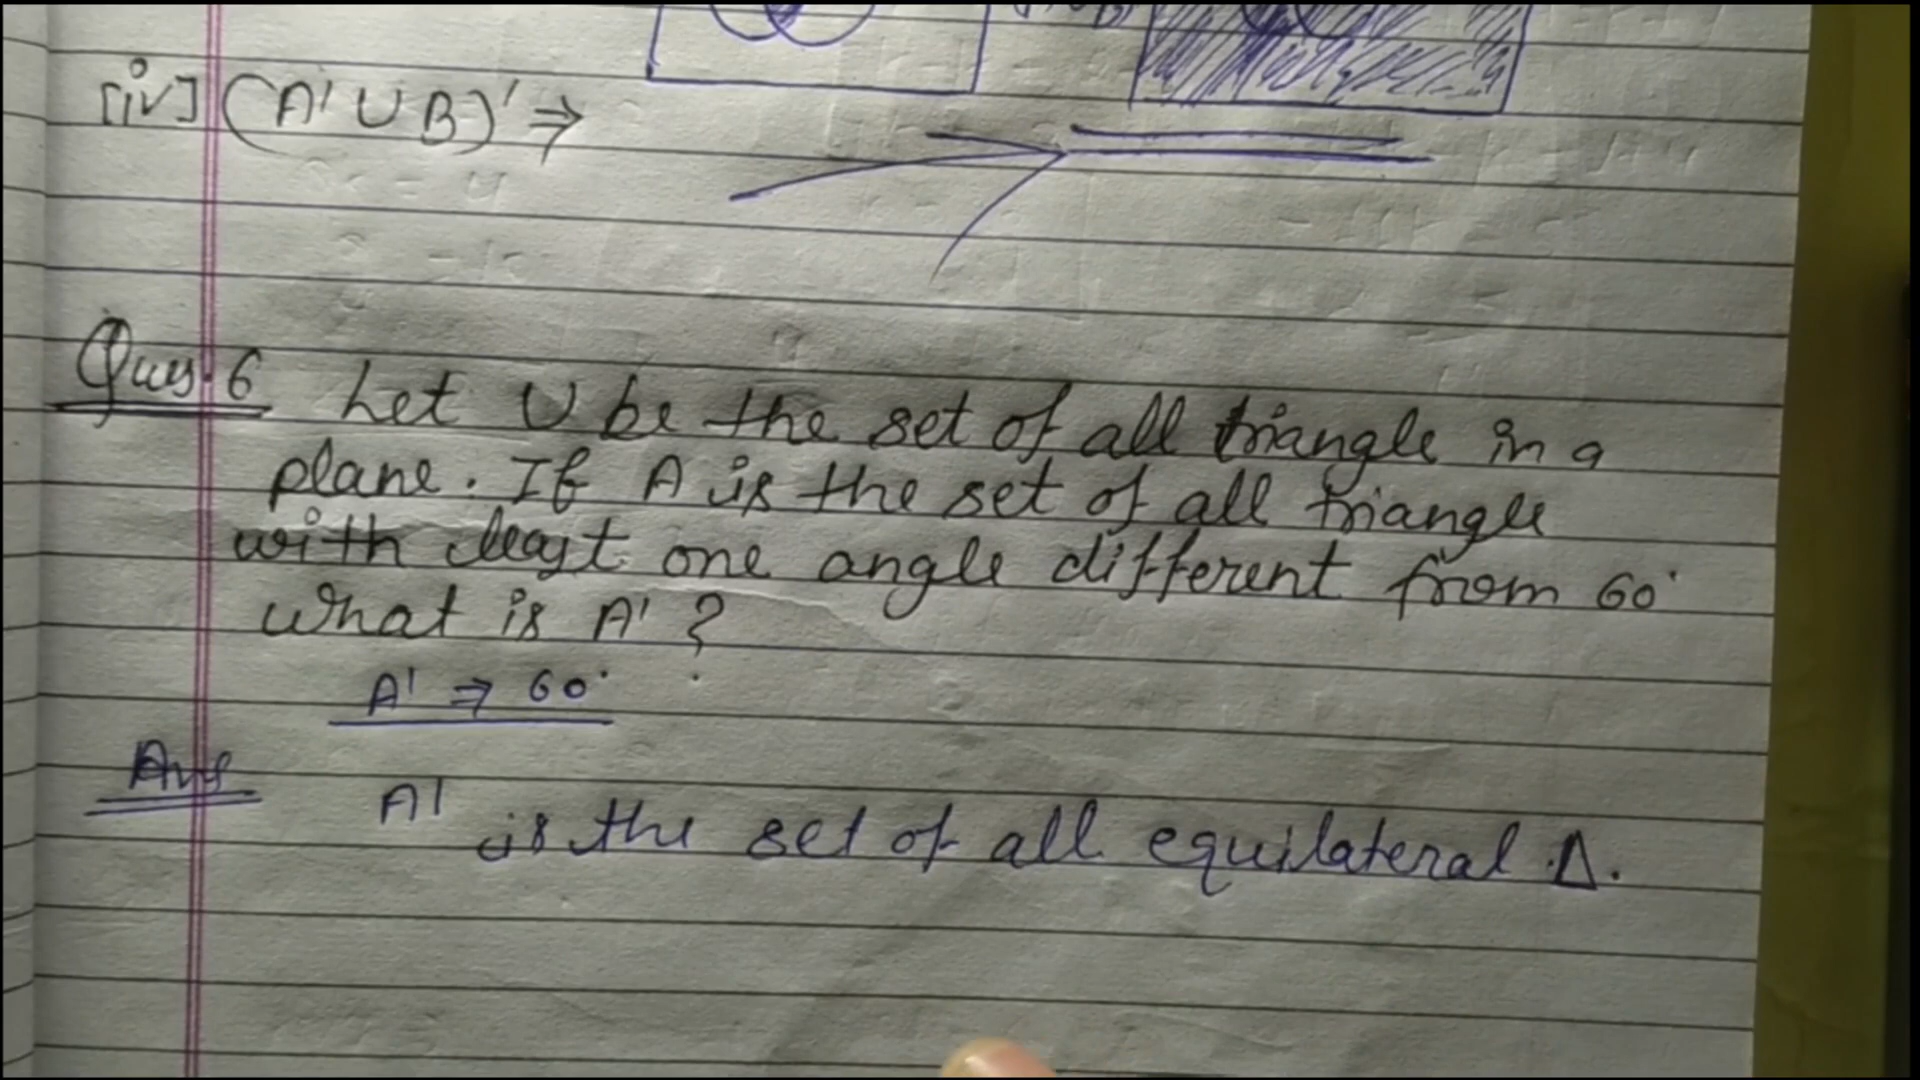 [iv] (A' ∪ B)' ⇒
Ques. 6 Let U be the set of all triangle in a
plane. If A is the set of all triangle
with least one angle different from 60°
What is A' ?
A' ⇒ 60°
Ans A' is the set of all equilateral Δ.